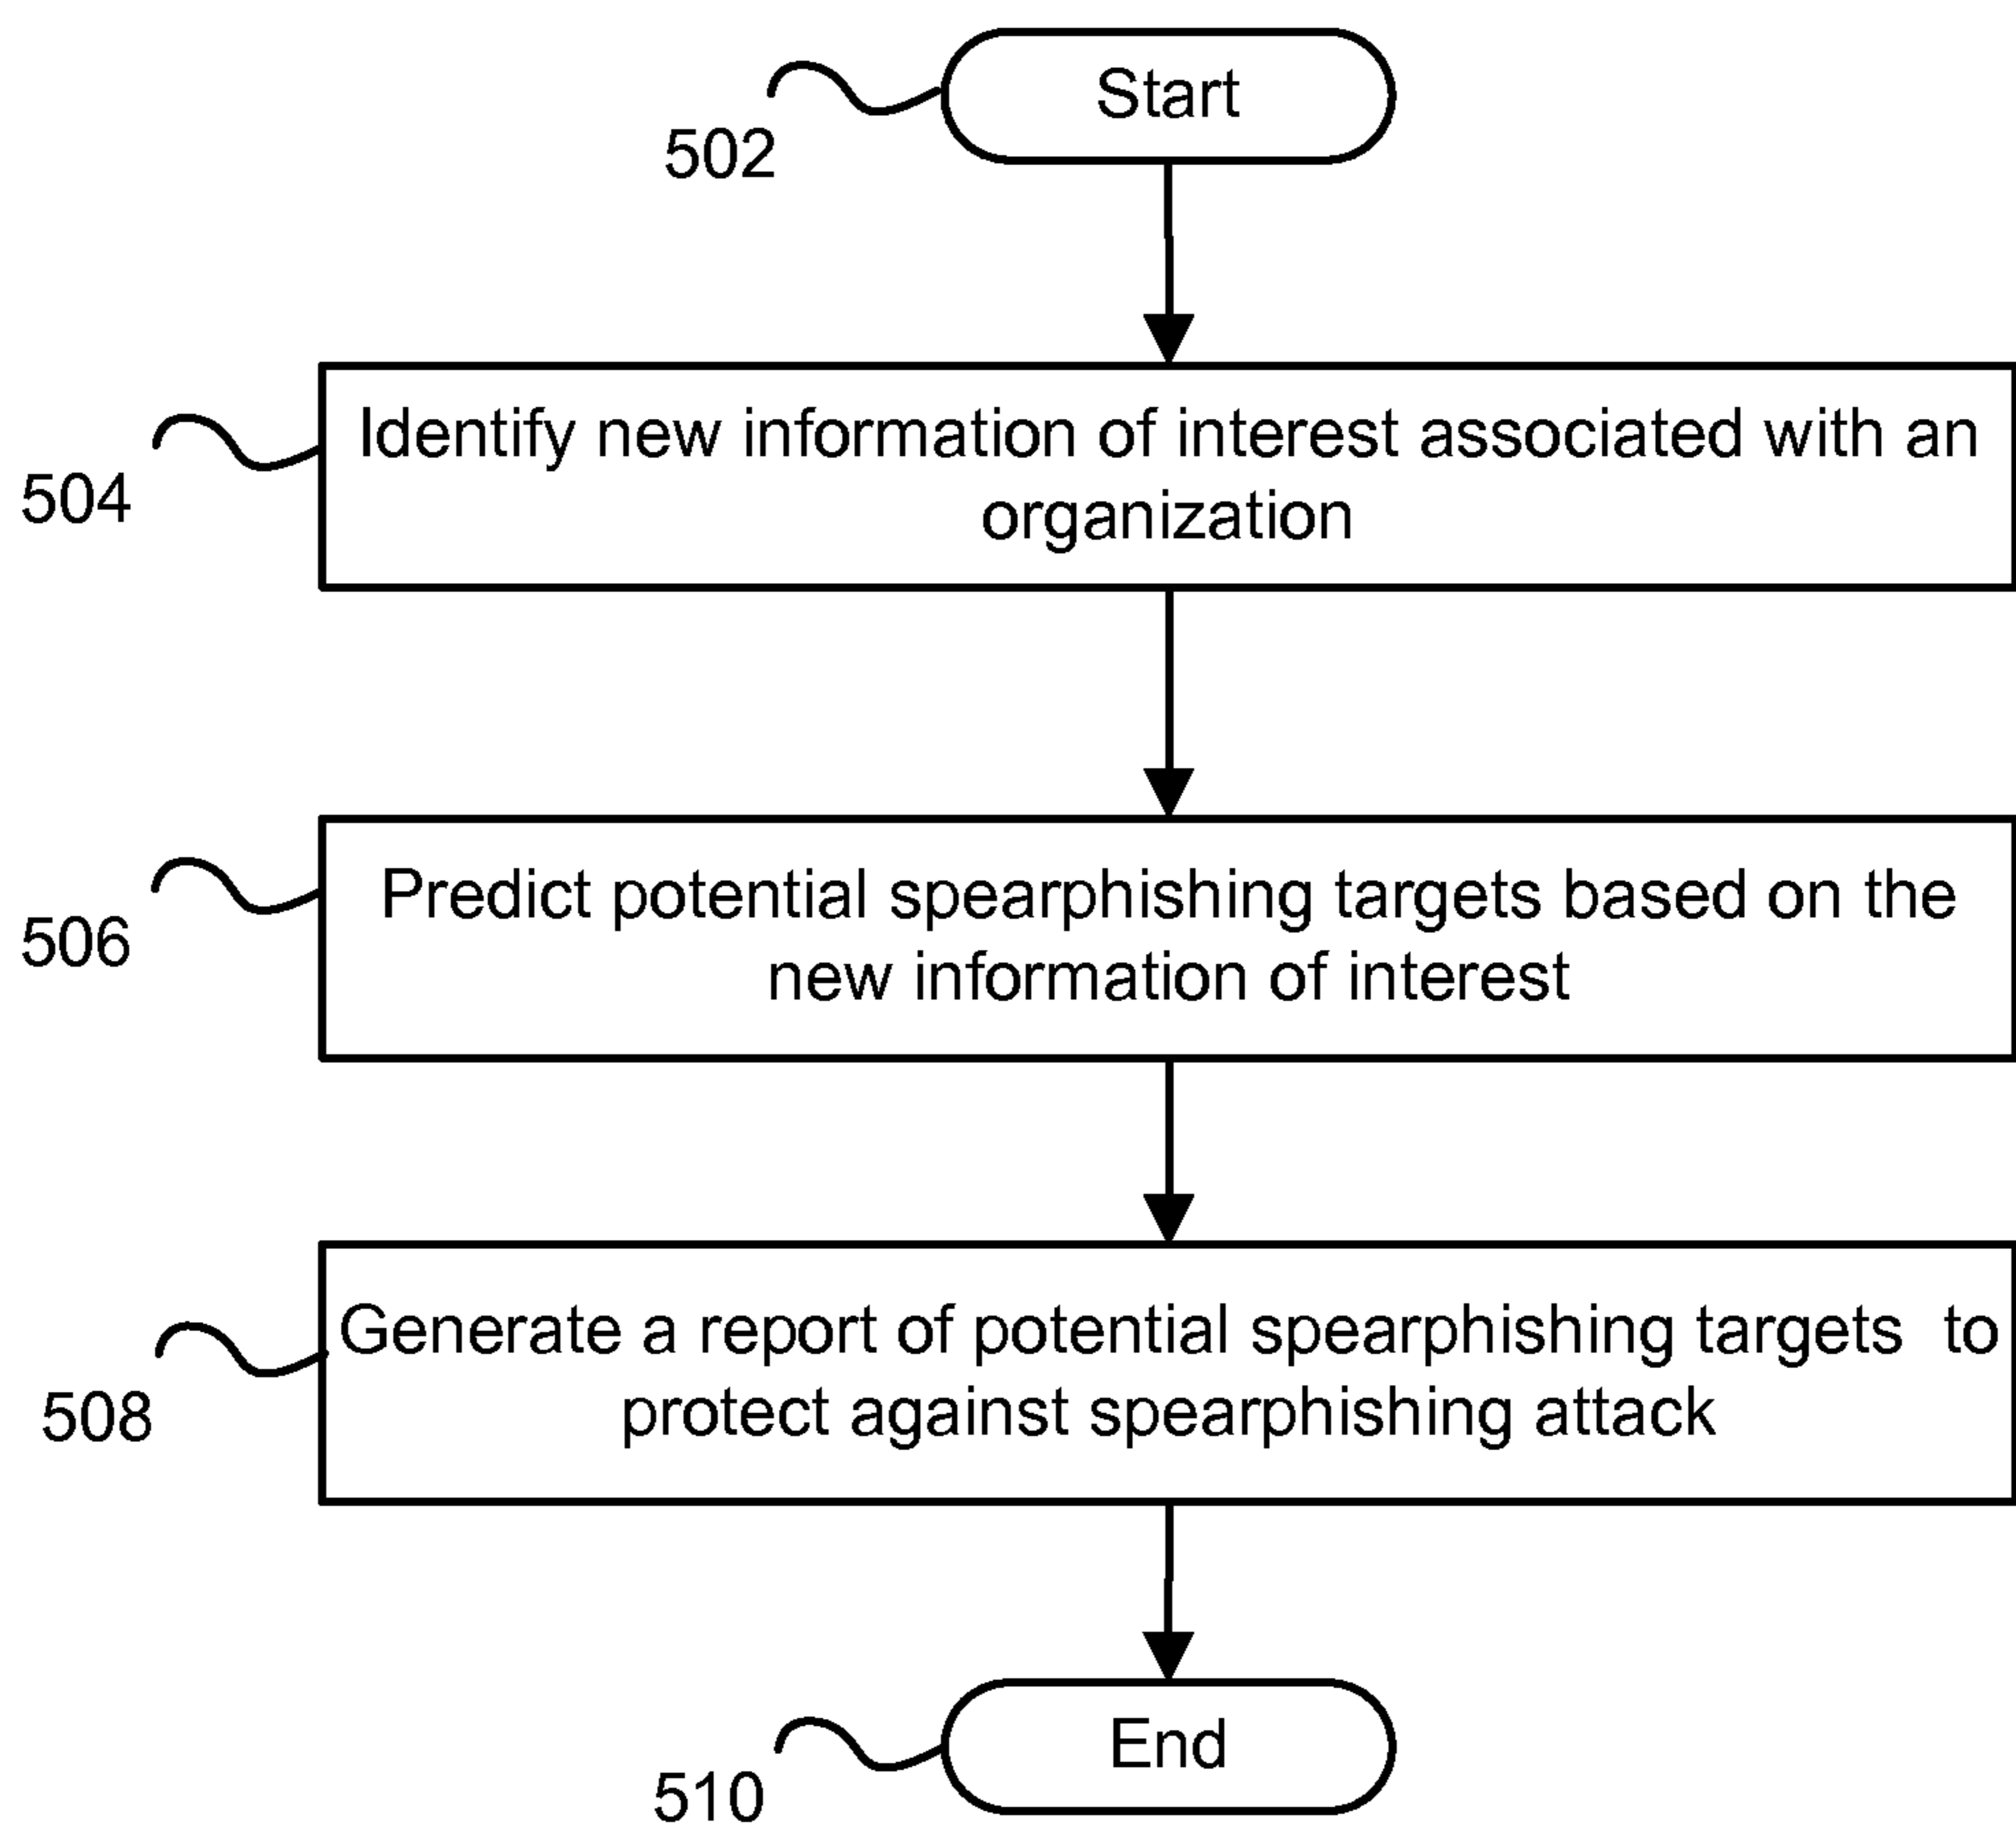 Start
502
Identify new information of interest associated with an
organization
504
Predict potential spearphishing targets based on the
new information of interest
506
Generate a report of potential spearphishing targets  to
protect against spearphishing attack
508
End
510